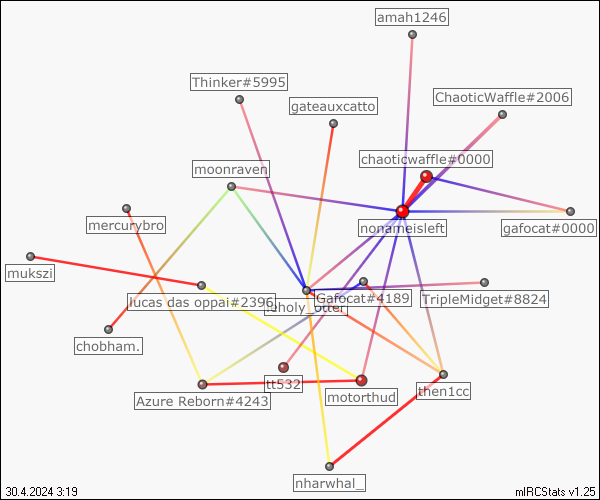 amah1246
Thinker#5995
ChaoticWaffle#2006
gateauxcatto
chaoticwaffle#0000
moonraven
mercurybro
nonameisleft
gafocat#0000
mukszi
lucas das oppai#2396
Gafocat#4189
TripleMidget#8824
chobham.
tt532
motorthud
then1cc
Azure Reborn#4243
nharwhal_
30.4.2024 3:19
mIRCStats v1.25